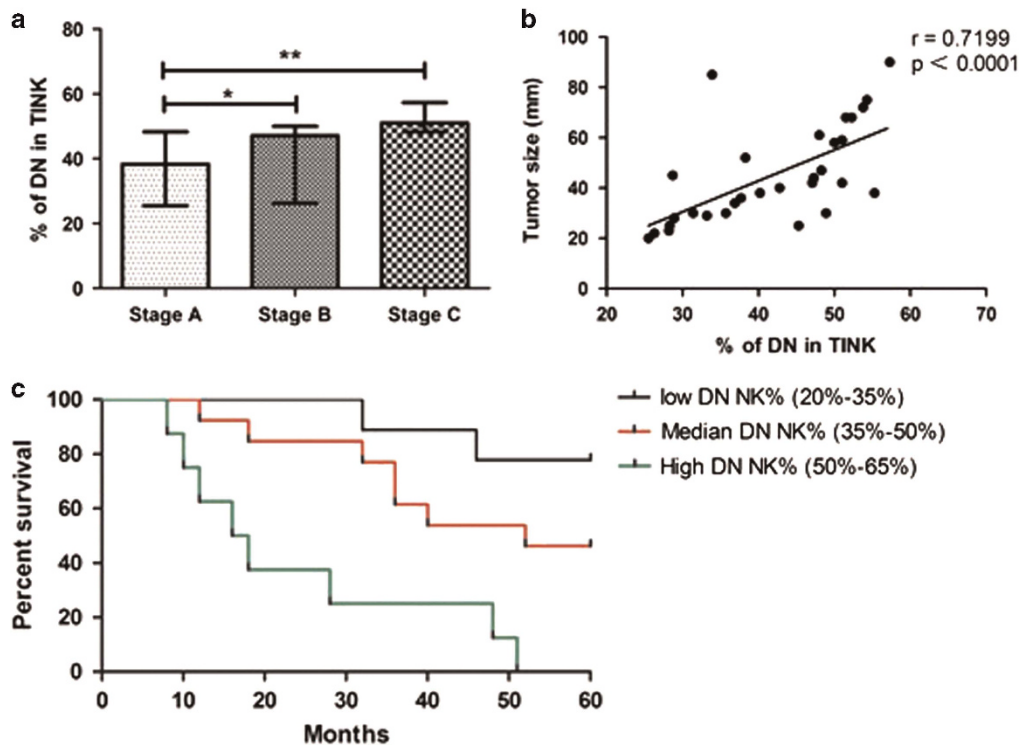 a
80
60
40
20
0
% of DN in TINK
**
*
Stage A Stage B Stage C
b
100
80
60
40
20
0
Tumor size (mm)
r = 0.7199
p < 0.0001
20 30 40 50 60 70
% of DN in TINK
c
100
80
60
40
20
0
Percent survival
0 10 20 30 40 50 60
Months
low DN NK% (20%-35%)
Median DN NK% (35%-50%)
High DN NK% (50%-65%)